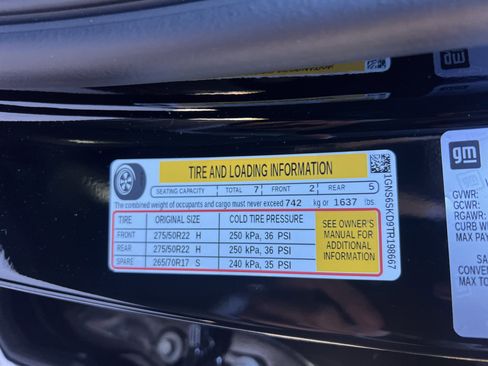 TIRE AND LOADING INFORMATION
SEATING CAPACITY TOTAL 7 FRONT 2 REAR 5
The combined weight of occupants and cargo must never exceed 742 kg or 1637 lbs.
TIRE ORIGINAL SIZE COLD TIRE PRESSURE
FRONT 275/50R22 H 250 kPa, 36 PSI
REAR 275/50R22 H 250 kPa, 36 PSI
SPARE 265/70R17 S 240 kPa, 35 PSI
SEE OWNER'S
MANUAL FOR
ADDITIONAL
INFORMATION
1GNS6SKD9TR198667
gm
GVWR:
GCWR:
RGAWR:
CURB
MAX PAY
MAX TO
gm